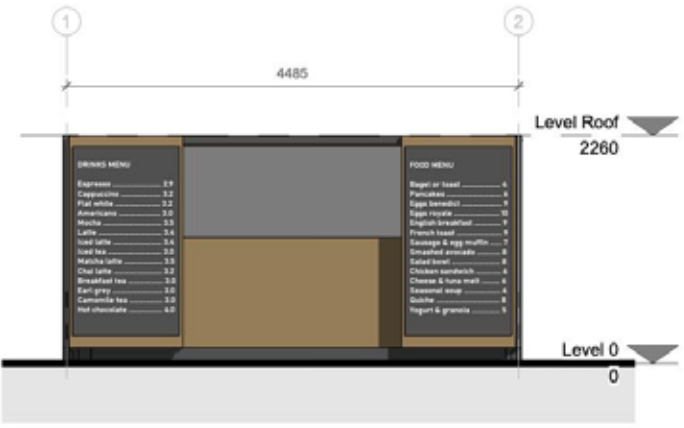 1
2
4485
Level Roof
2260
DRINKS MENU
Espresso 2.9
Cappuccino 3.2
Flat white 3.2
Americano 3.0
Mocha 3.5
Latte 3.4
Iced latte 3.4
Iced tea 3.0
Matcha latte 3.5
Chai latte 3.2
Breakfast tea 3.0
Earl grey 3.0
Camomile tea 3.0
Hot chocolate 4.0
FOOD MENU
Bagel or toast 4
Pancakes
Eggs benedict 9
Eggs royale 10
English breakfast 9
French toast 9
Sausage & egg muffin 7
Smashed avocado 8
Salad bowl 8
Chicken sandwich 6
Cheese & tuna melt 6
Seasonal soup
Quiche 8
Yogurt & granola 5
Level 0
0